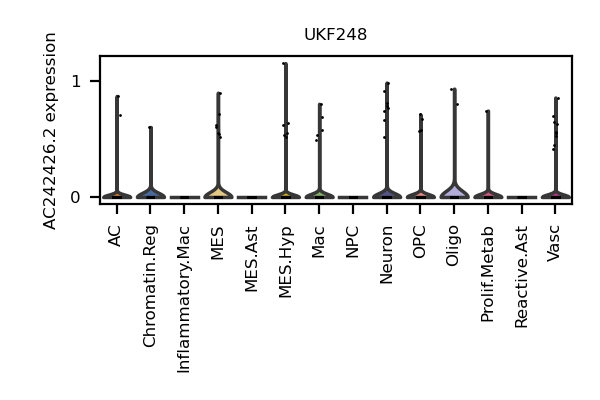 UKF248
AC242426.2 expression
1
0
AC
Chromatin.Reg
Inflammatory.Mac
MES
MES.Ast
MES.Hyp
Mac
NPC
Neuron
OPC
Oligo
Prolif.Metab
Reactive.Ast
Vasc